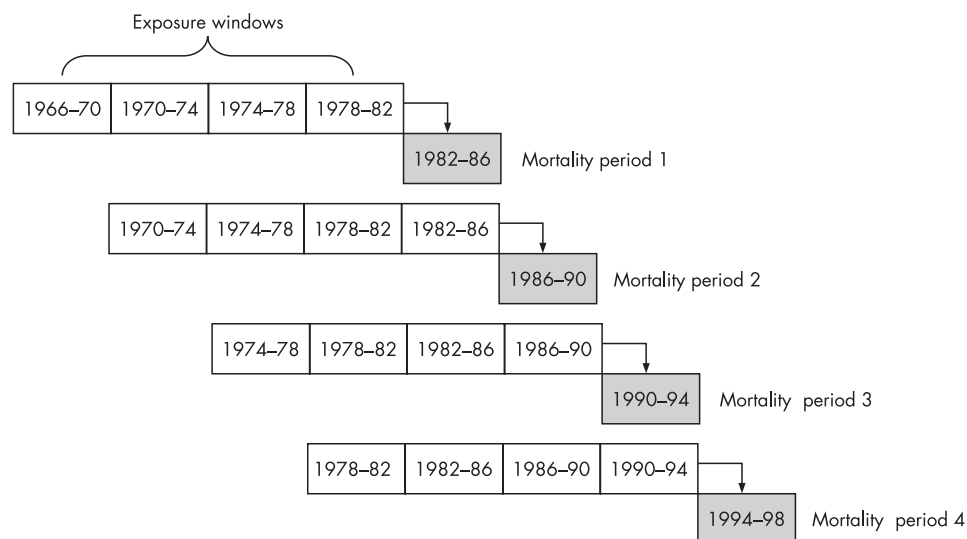 Exposure windows
1966–70 1970–74 1974–78 1978–82
1982–86 Mortality period 1
1970–74 1974–78 1978–82 1982–86
1986–90 Mortality period 2
1974–78 1978–82 1982–86 1986–90
1990–94 Mortality period 3
1978–82 1982–86 1986–90 1990–94
1994–98 Mortality period 4